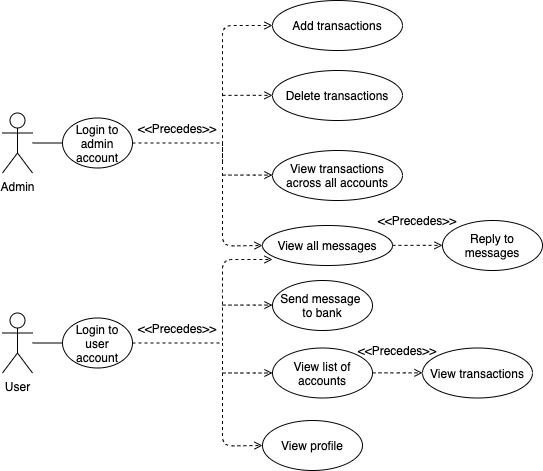 Add transactions
Delete transactions
Login to
admin
account
<<Precedes>>
Admin
View transactions
across all accounts
<<Precedes>>
View all messages
Reply to
messages
Send message
to bank
Login to
user
account
<<Precedes>>
User
View list of
accounts
<<Precedes>>
View transactions
View profile